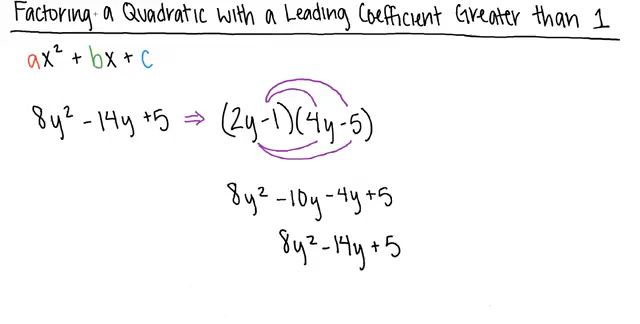 Factoring a Quadratic with a Leading Coefficient Greater than 1
ax² + bx + c
8y² - 14y + 5 ⇒ (2y - 1)(4y - 5)
8y² - 10y - 4y + 5
8y² - 14y + 5